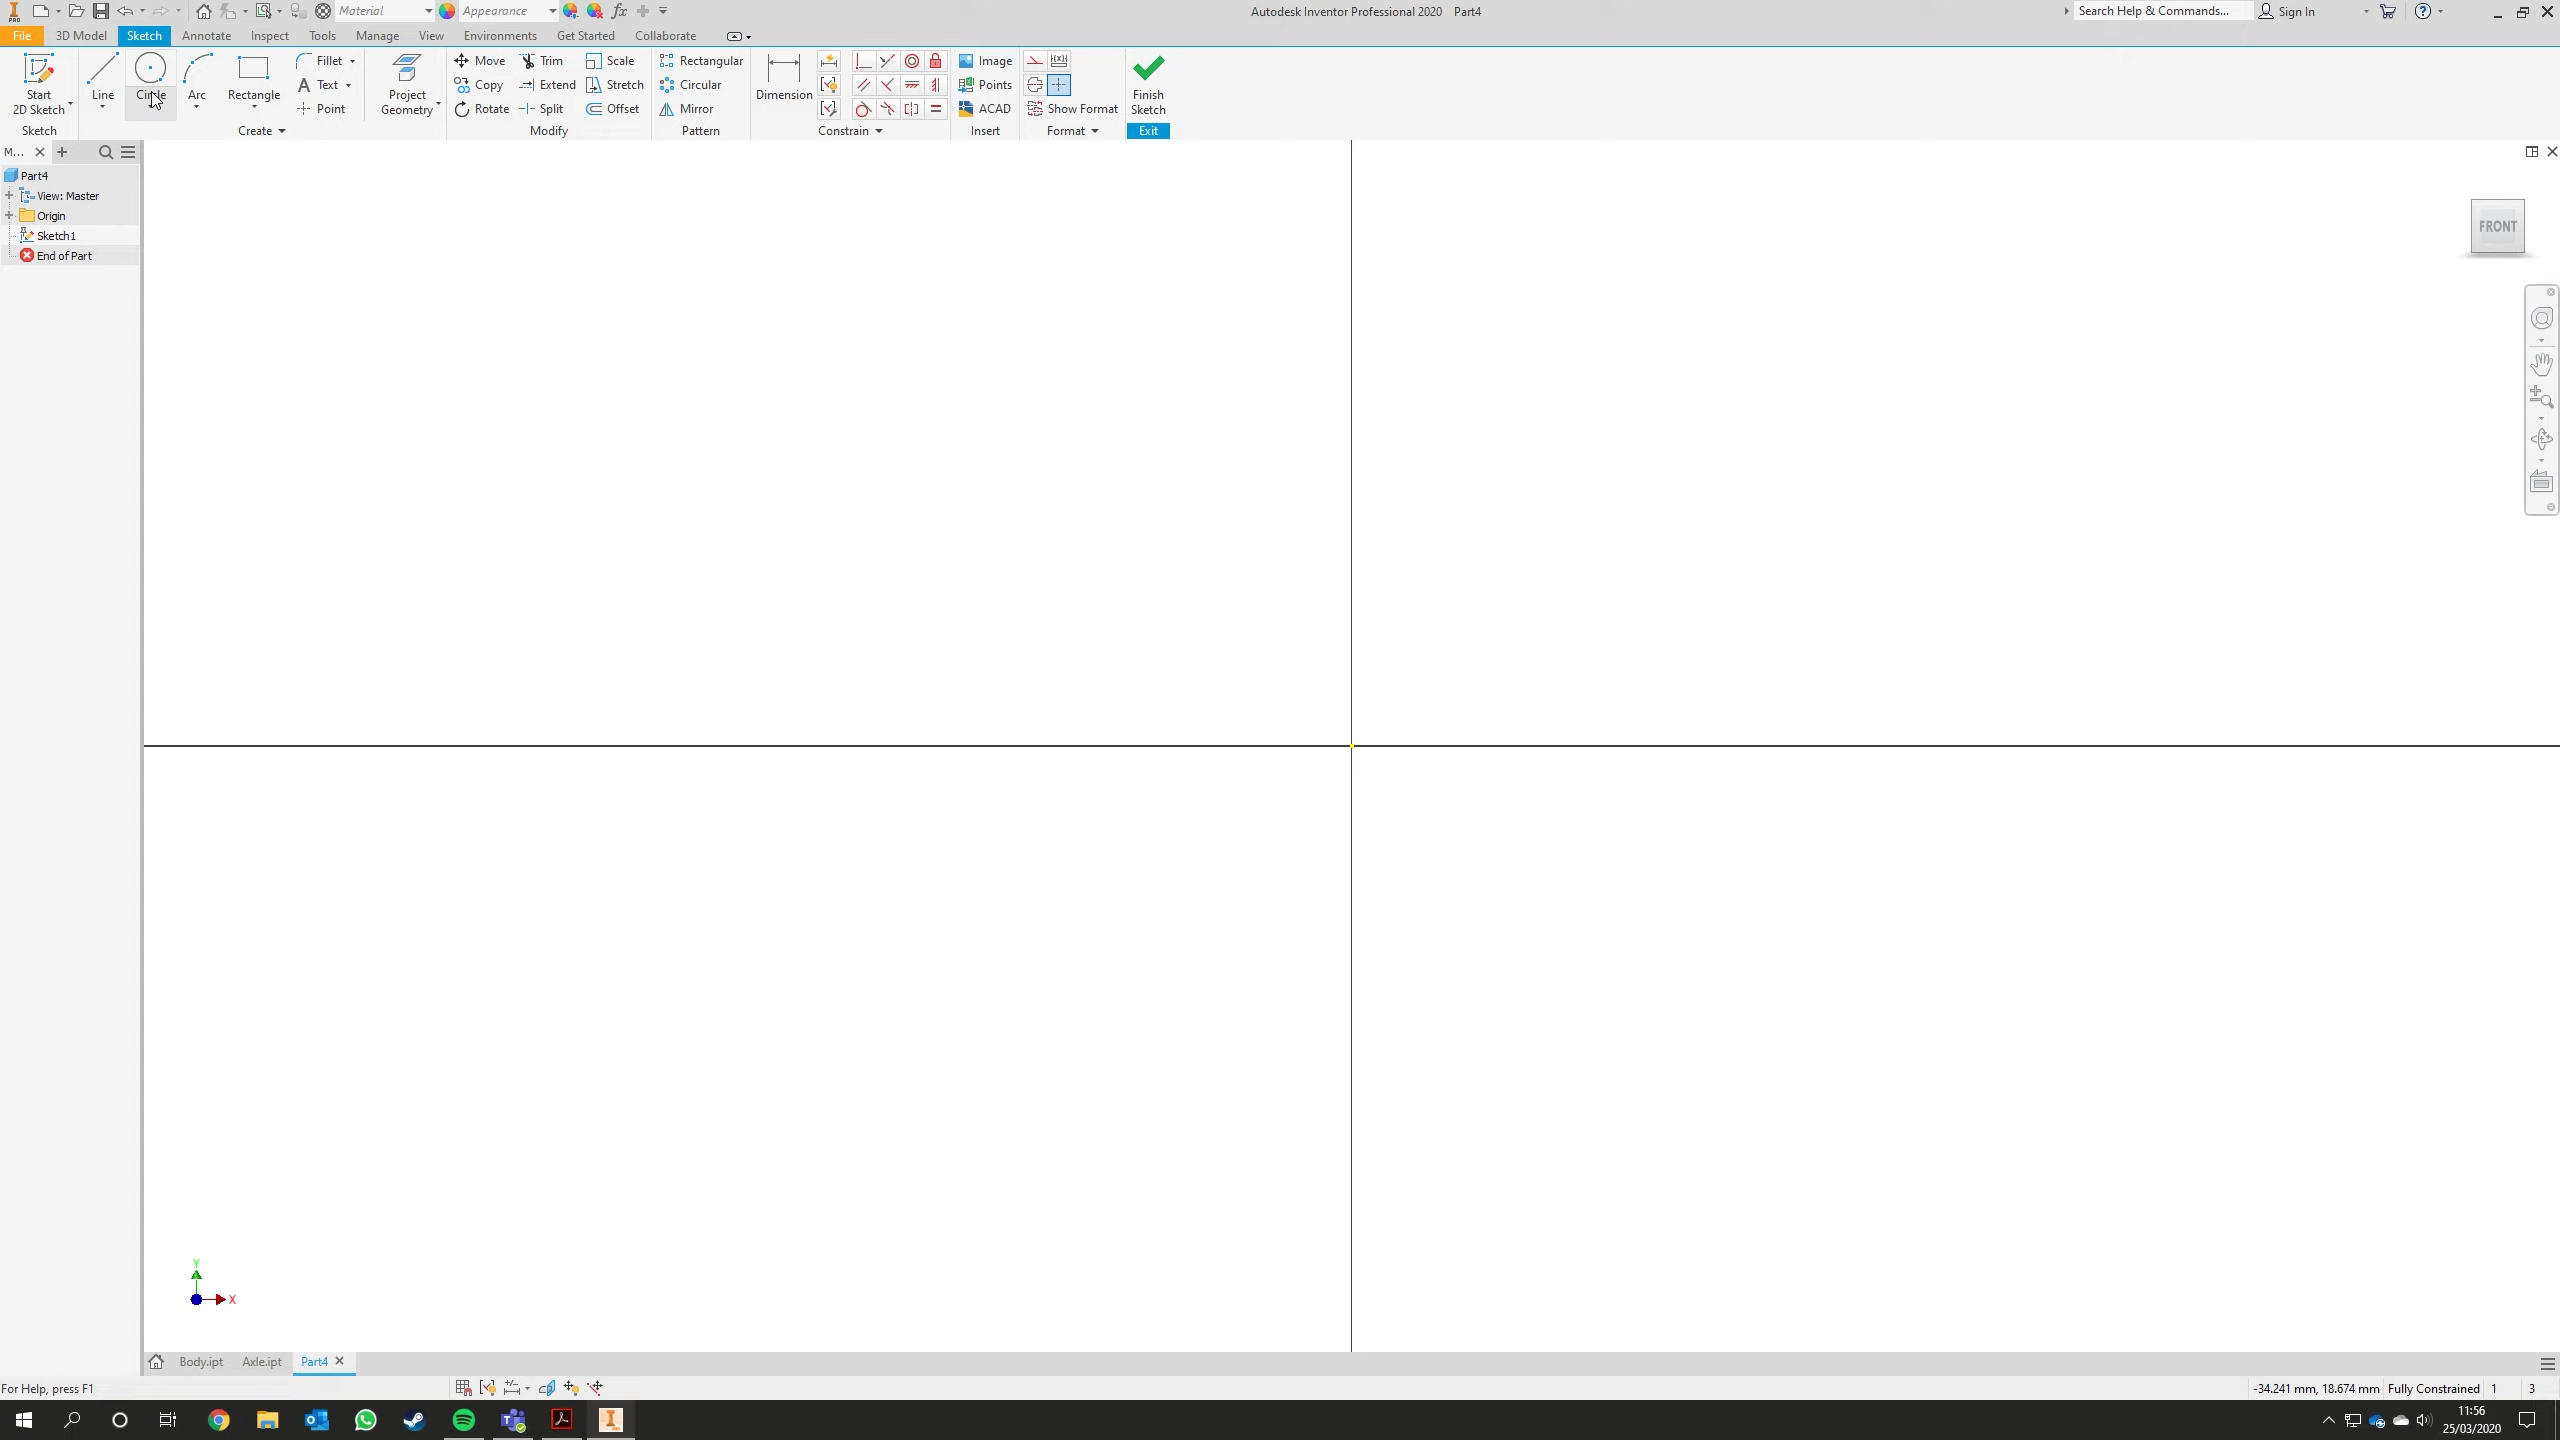 Material
Appearance
Autodesk Inventor Professional 2020 Part4
Search Help & Commands...
Sign In
File
3D Model
Sketch
Annotate
Inspect
Tools
Manage
View
Environments
Get Started
Collaborate
Start
2D Sketch
Line
Circle
Arc
Rectangle
Fillet
Text
Point
Project
Geometry
Move
Copy
Rotate
Trim
Extend
Split
Scale
Stretch
Offset
Rectangular
Circular
Mirror
Dimension
Image
Points
ACAD
Show Format
Finish
Sketch
Sketch
Create
Modify
Pattern
Constrain
Insert
Format
Exit
M...
Part4
View: Master
Origin
Sketch1
End of Part
FRONT
Y
X
Body.ipt
Axle.ipt
Part4
For Help, press F1
-34.241 mm, 18.674 mm
Fully Constrained
1
3
11:56
25/03/2020